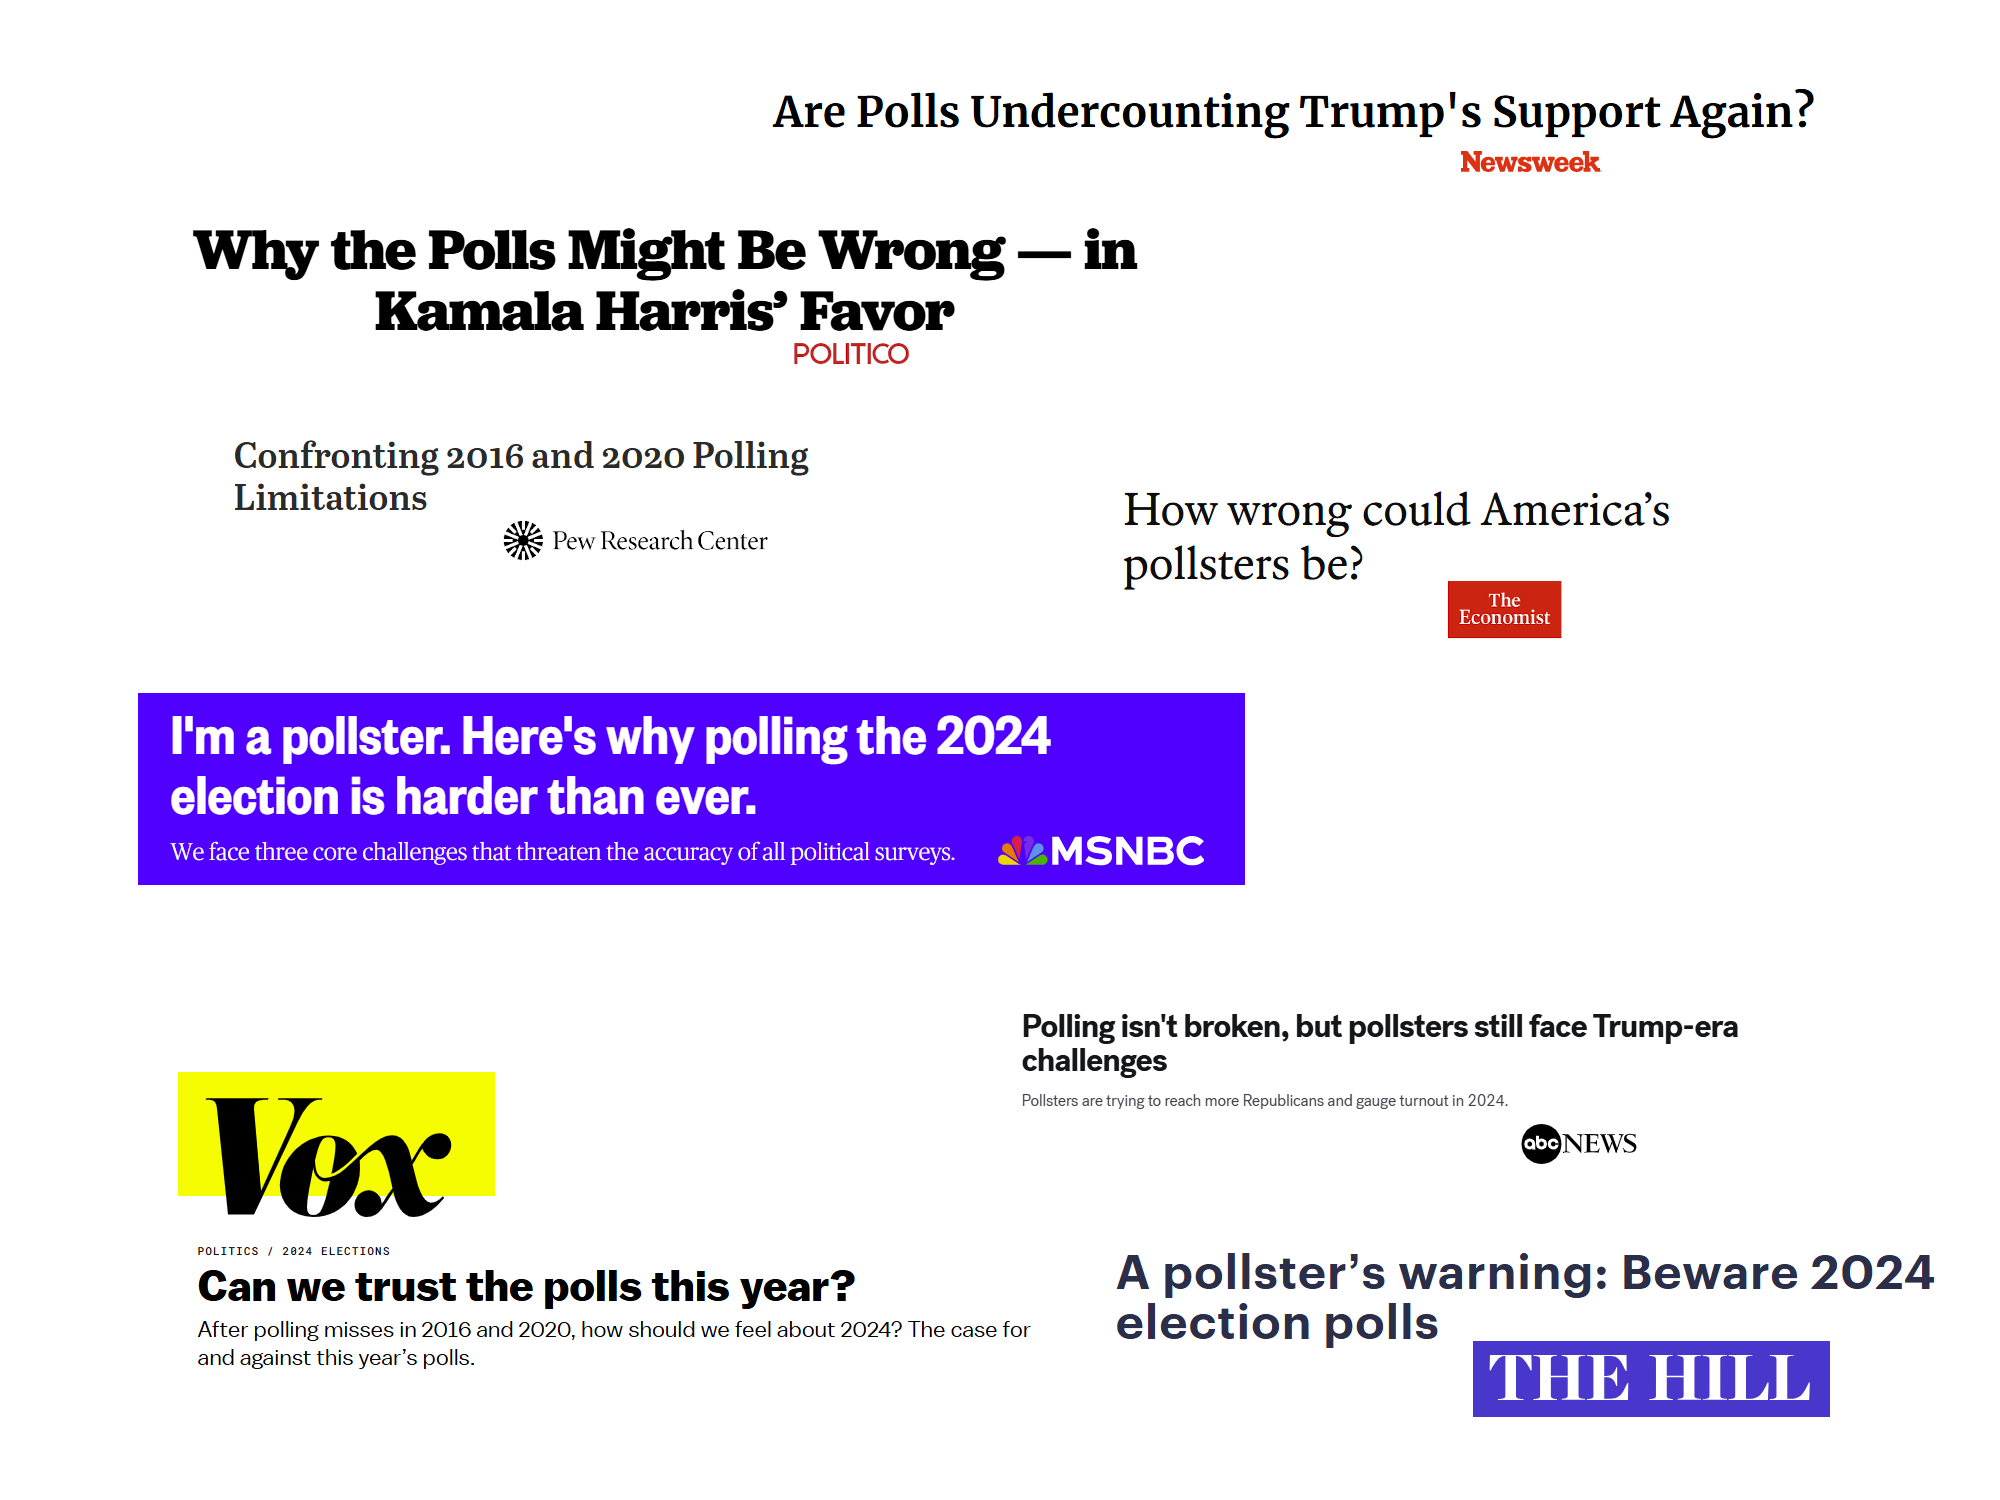 Are Polls Undercounting Trump's Support Again?
Newsweek
Why the Polls Might Be Wrong — in
Kamala Harris’ Favor
POLITICO
Confronting 2016 and 2020 Polling
Limitations
Pew Research Center
How wrong could America’s
pollsters be?
The
Economist
I'm a pollster. Here's why polling the 2024
election is harder than ever.
We face three core challenges that threaten the accuracy of all political surveys.
MSNBC
Polling isn't broken, but pollsters still face Trump-era
challenges
Pollsters are trying to reach more Republicans and gauge turnout in 2024.
abc NEWS
Vox
POLITICS / 2024 ELECTIONS
Can we trust the polls this year?
After polling misses in 2016 and 2020, how should we feel about 2024? The case for
and against this year’s polls.
A pollster’s warning: Beware 2024
election polls
THE HILL